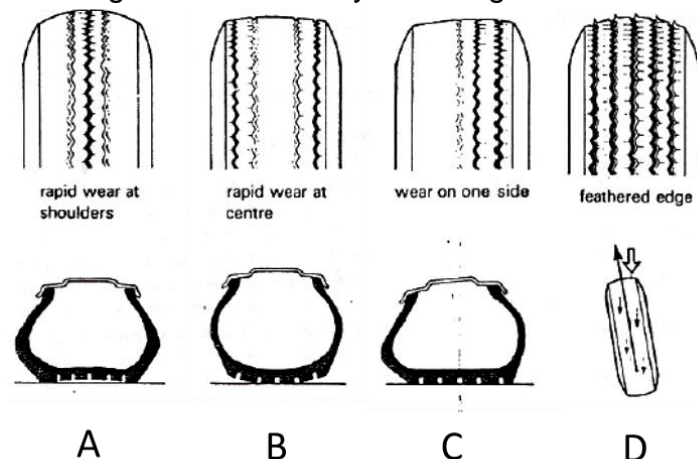 rapid wear at
shoulders
rapid wear at
centre
wear on one side
feathered edge
A
B
C
D